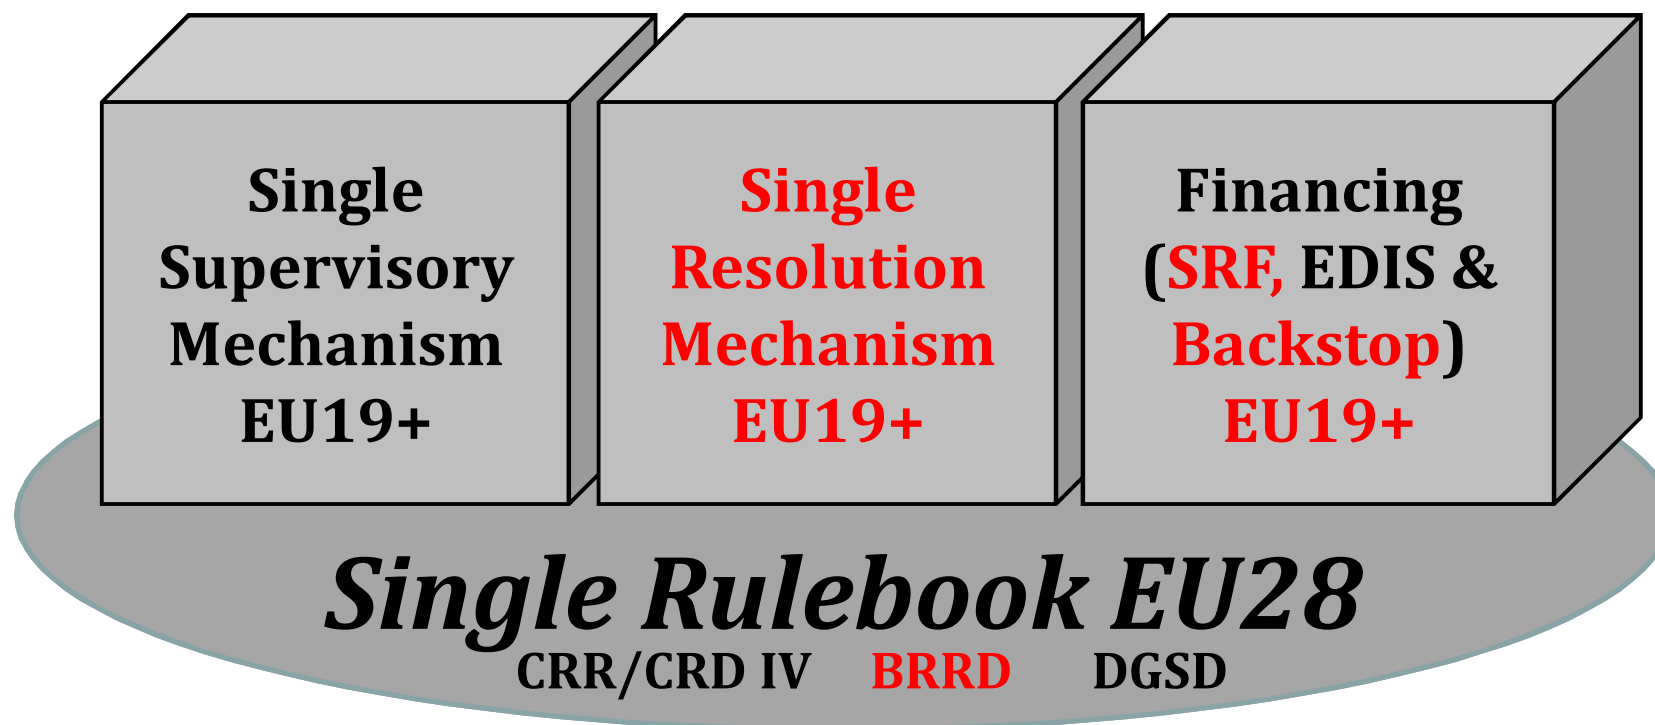 Single
Supervisory
Mechanism
EU19+
Single
Resolution
Mechanism
EU19+
Financing
(SRF, EDIS &
Backstop)
EU19+
Single Rulebook EU28
CRR/CRD IV BRRD DGSD